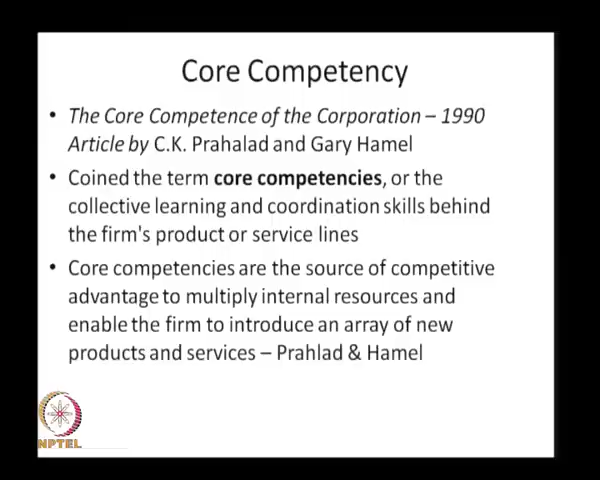 Core Competency
• The Core Competence of the Corporation – 1990
Article by C.K. Prahalad and Gary Hamel
• Coined the term core competencies, or the
collective learning and coordination skills behind
the firm's product or service lines
• Core competencies are the source of competitive
advantage to multiply internal resources and
enable the firm to introduce an array of new
products and services – Prahlad & Hamel
NPTEL